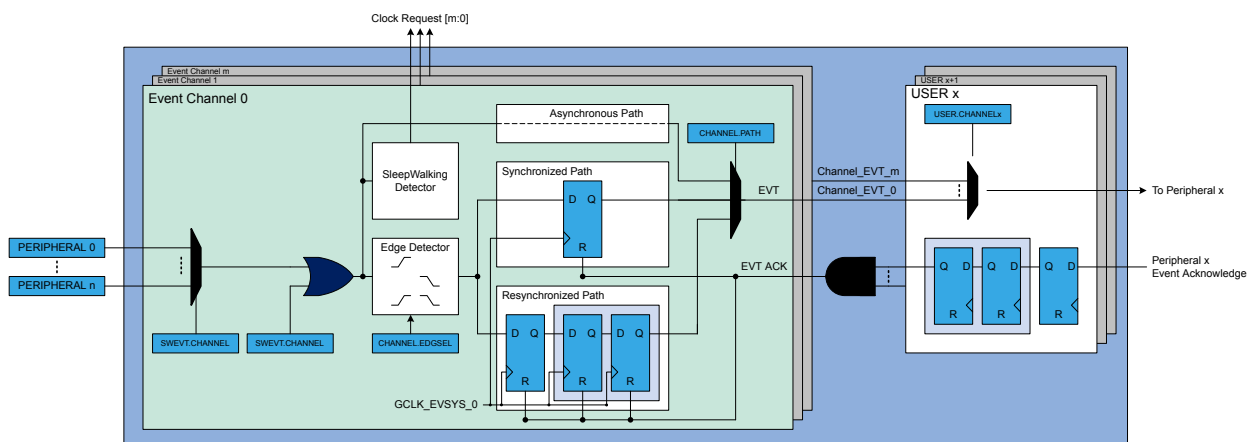 Clock Request [m:0]
Event Channel m
Event Channel 1
Event Channel 0
USER x+1
USER x
Asynchronous Path
CHANNEL.PATH
USER.CHANNELx
SleepWalking
Detector
Synchronized Path
D Q
R
EVT
Channel_EVT_m
Channel_EVT_0
To Peripheral x
PERIPHERAL 0
PERIPHERAL n
Edge Detector
EVT ACK
Q D
R
Q D
R
Q D
R
Peripheral x
Event Acknowledge
Resynchronized Path
D Q
R
D Q
R
D Q
R
SWEVT.CHANNEL
SWEVT.CHANNEL
CHANNEL.EDGSEL
GCLK_EVSYS_0